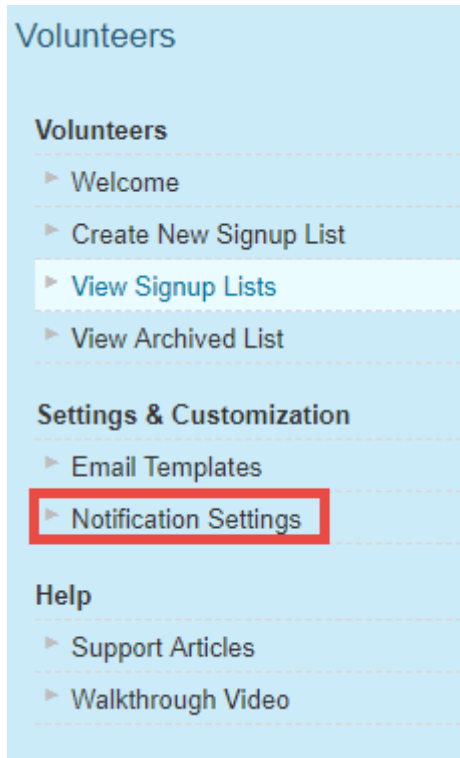 Volunteers
Volunteers
Welcome
Create New Signup List
View Signup Lists
View Archived List
Settings & Customization
Email Templates
Notification Settings
Help
Support Articles
Walkthrough Video